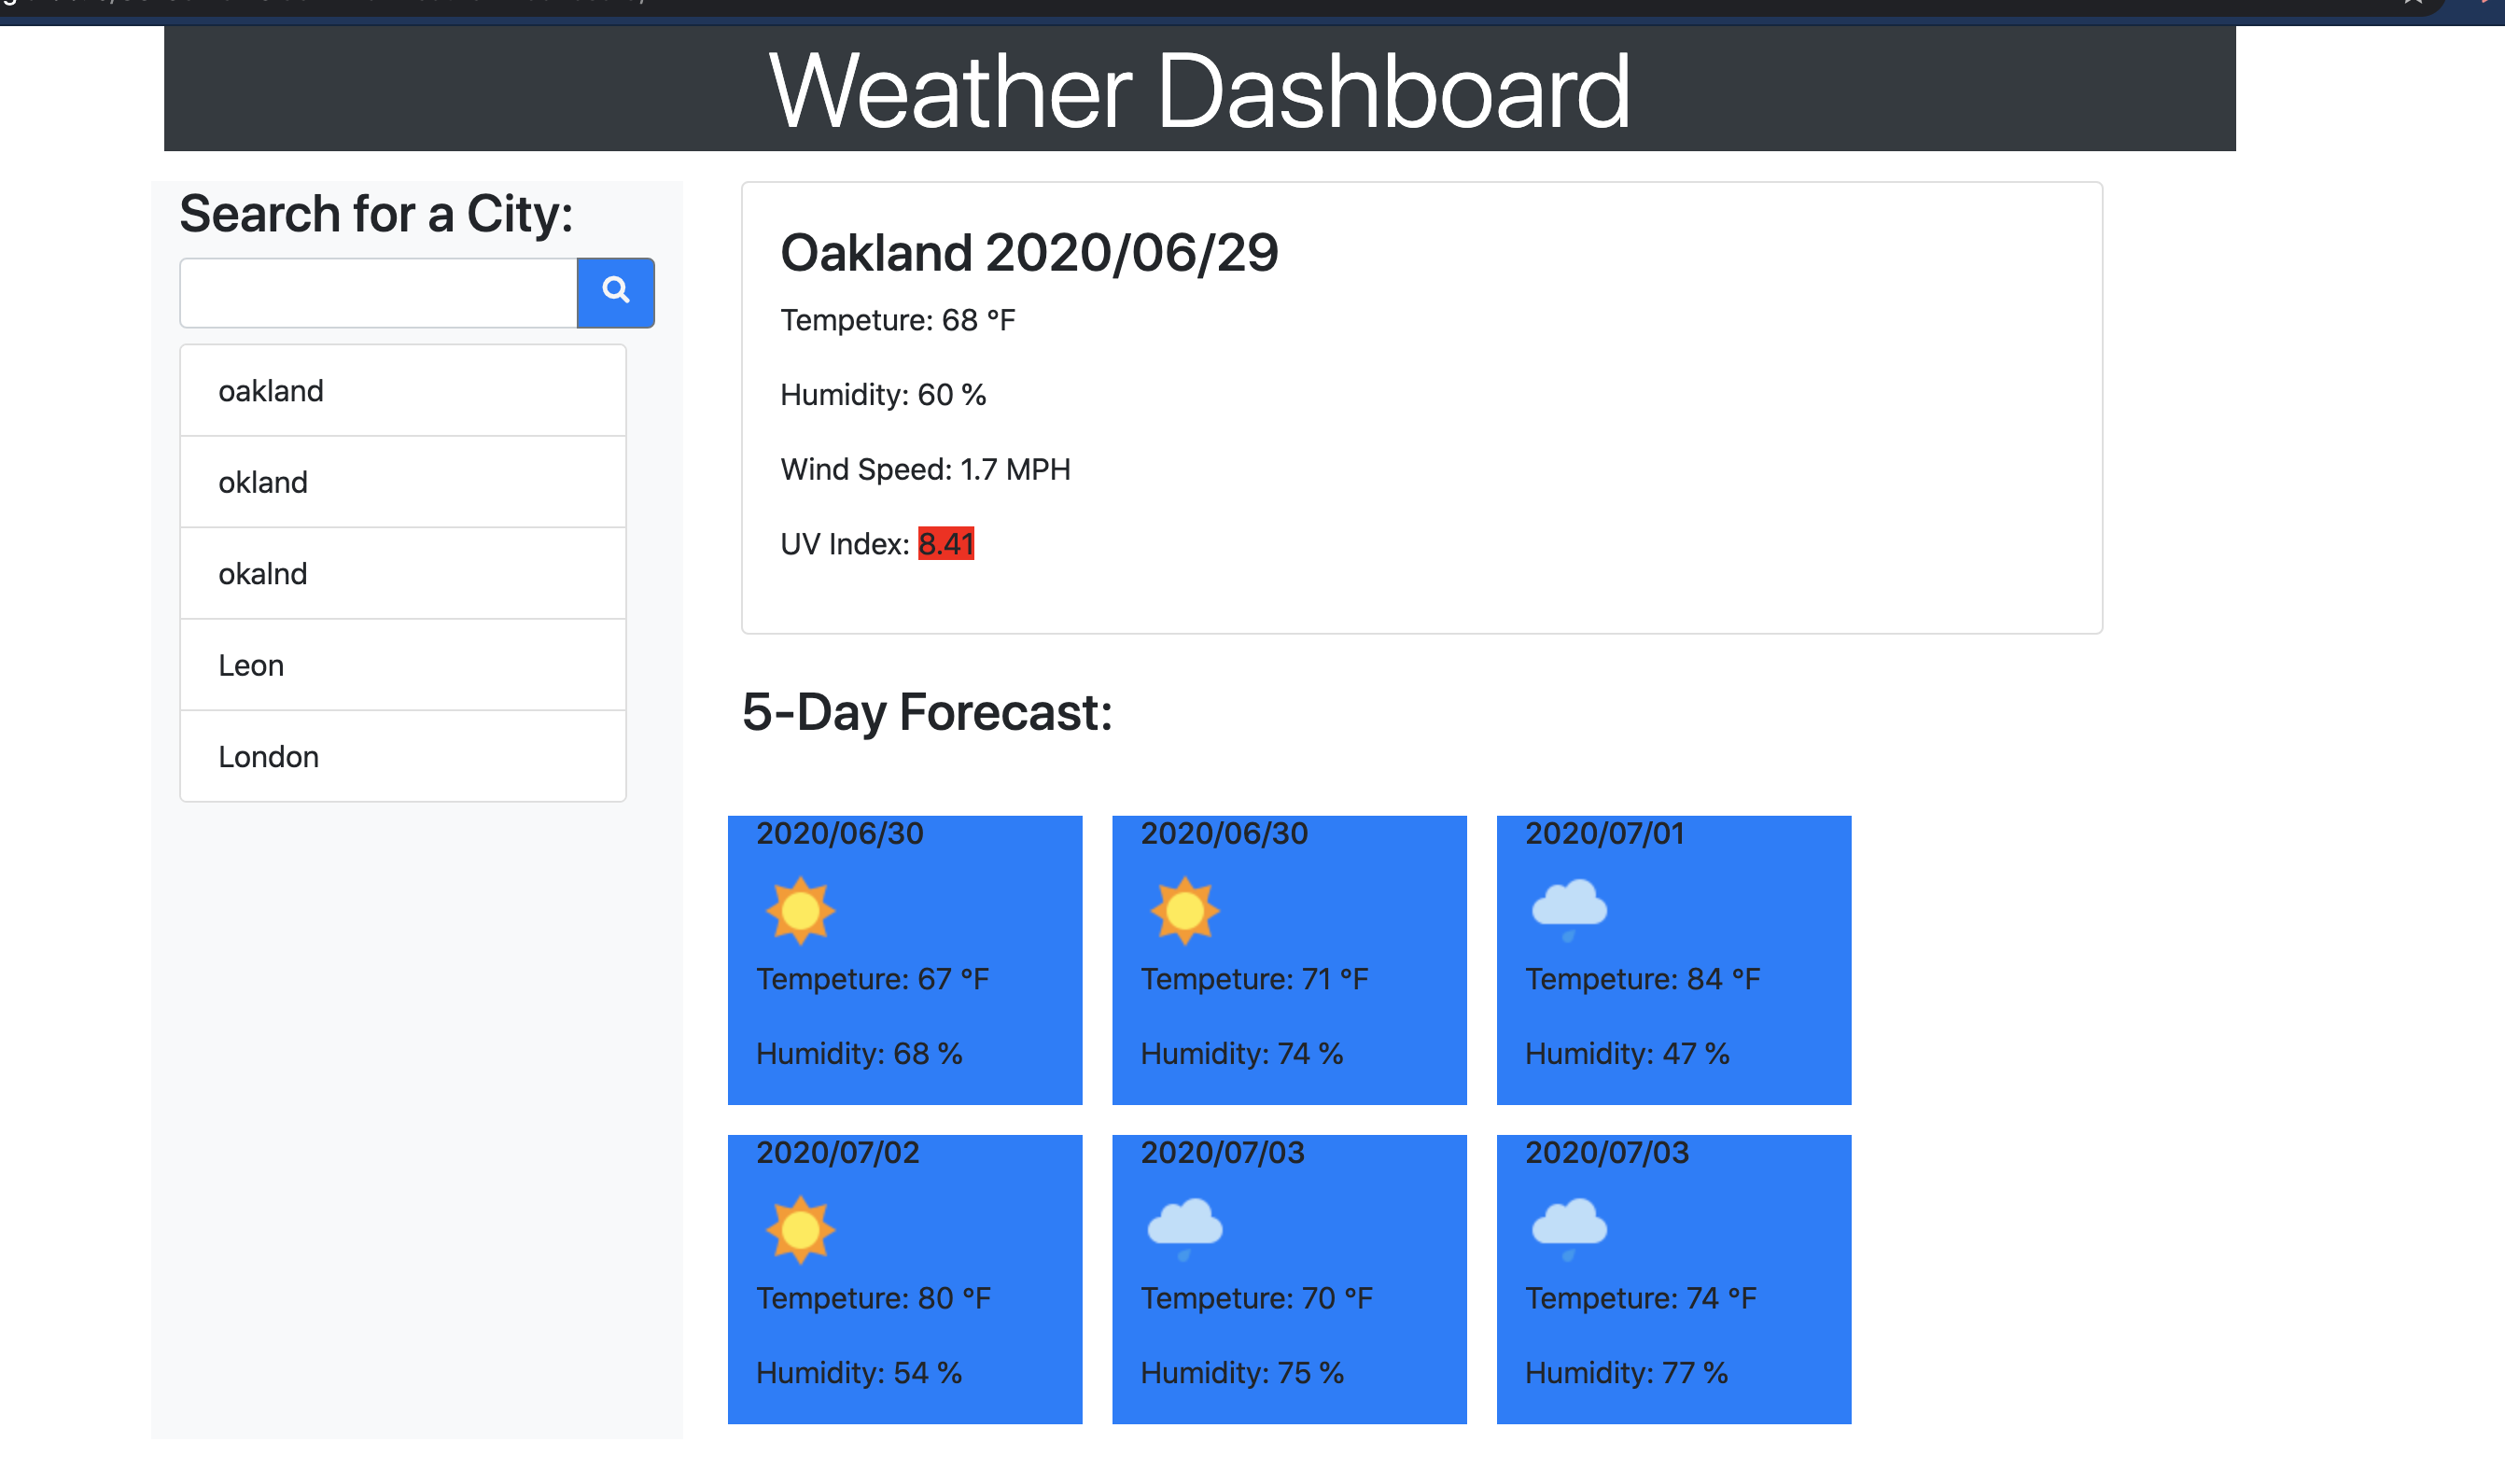 Weather Dashboard
Search for a City:
oakland
okland
okalnd
Leon
London
Oakland 2020/06/29
Tempeture: 68 °F
Humidity: 60 %
Wind Speed: 1.7 MPH
UV Index: 8.41
5-Day Forecast:
2020/06/30
Tempeture: 67 °F
Humidity: 68 %
2020/06/30
Tempeture: 71 °F
Humidity: 74 %
2020/07/01
Tempeture: 84 °F
Humidity: 47 %
2020/07/02
Tempeture: 80 °F
Humidity: 54 %
2020/07/03
Tempeture: 70 °F
Humidity: 75 %
2020/07/03
Tempeture: 74 °F
Humidity: 77 %